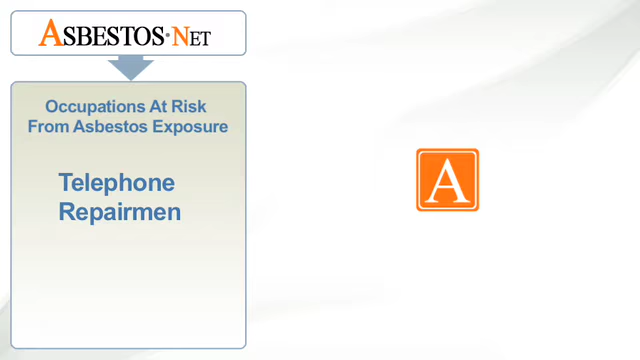 ASBESTOS·NET
Occupations At Risk
From Asbestos Exposure
Telephone
Repairmen
A